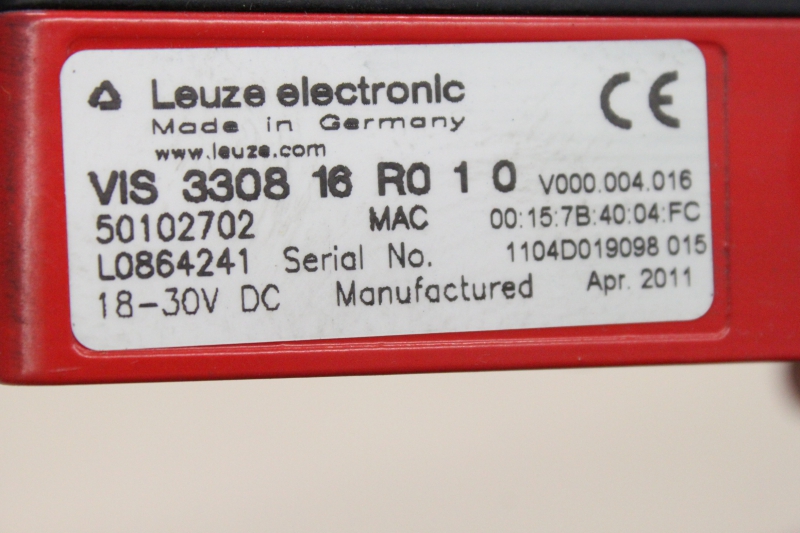 Leuze electronic CE
Made in Germany
www.leuze.com
VIS 3308 16 R0 1 0 V000.004.016
50102702 MAC 00:15:7B:40:04:FC
L0864241 Serial No. 1104D019098 015
18-30V DC Manufactured Apr. 2011